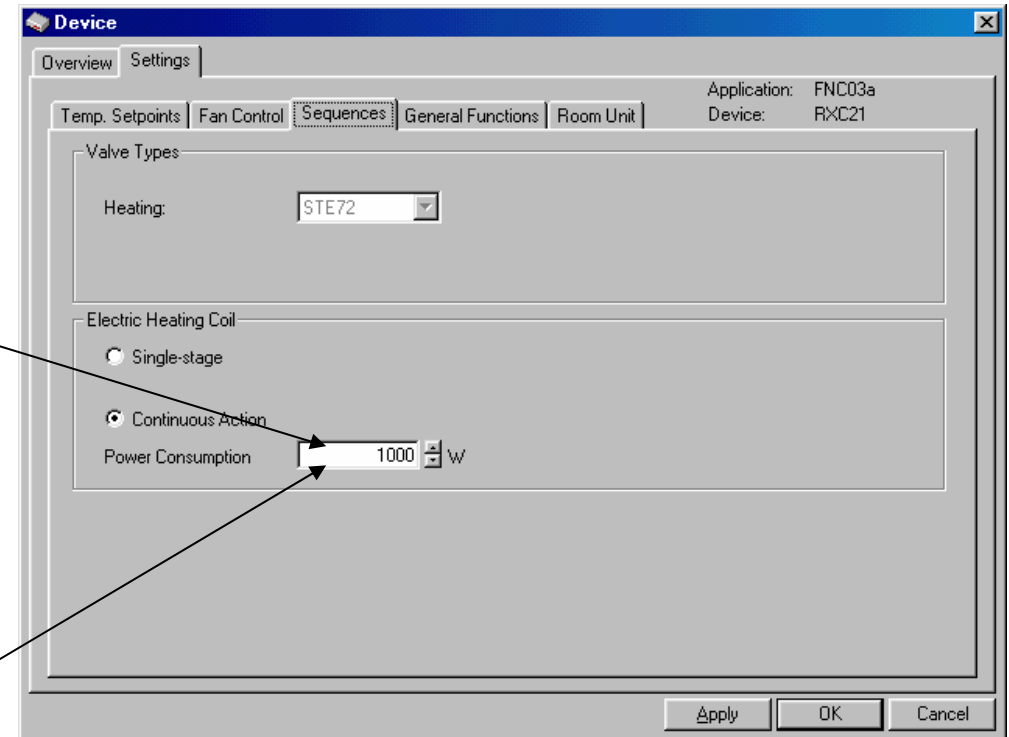 Device
Overview Settings
Application: FNC03a
Temp. Setpoints Fan Control Sequences General Functions Room Unit Device: RXC21
Valve Types
Heating: STE72
Electric Heating Coil
Single-stage
Continuous Action
Power Consumption 1000 W
Apply OK Cancel